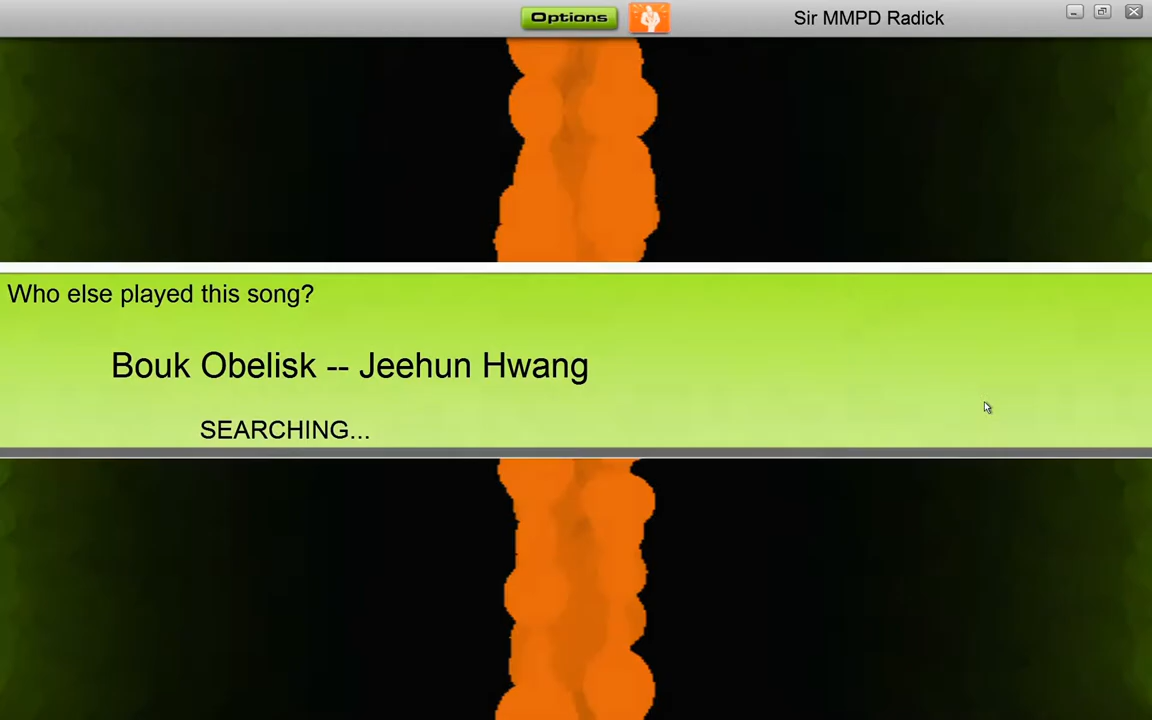 Options
Sir MMPD Radick
Who else played this song?
Bouk Obelisk -- Jeehun Hwang
SEARCHING...